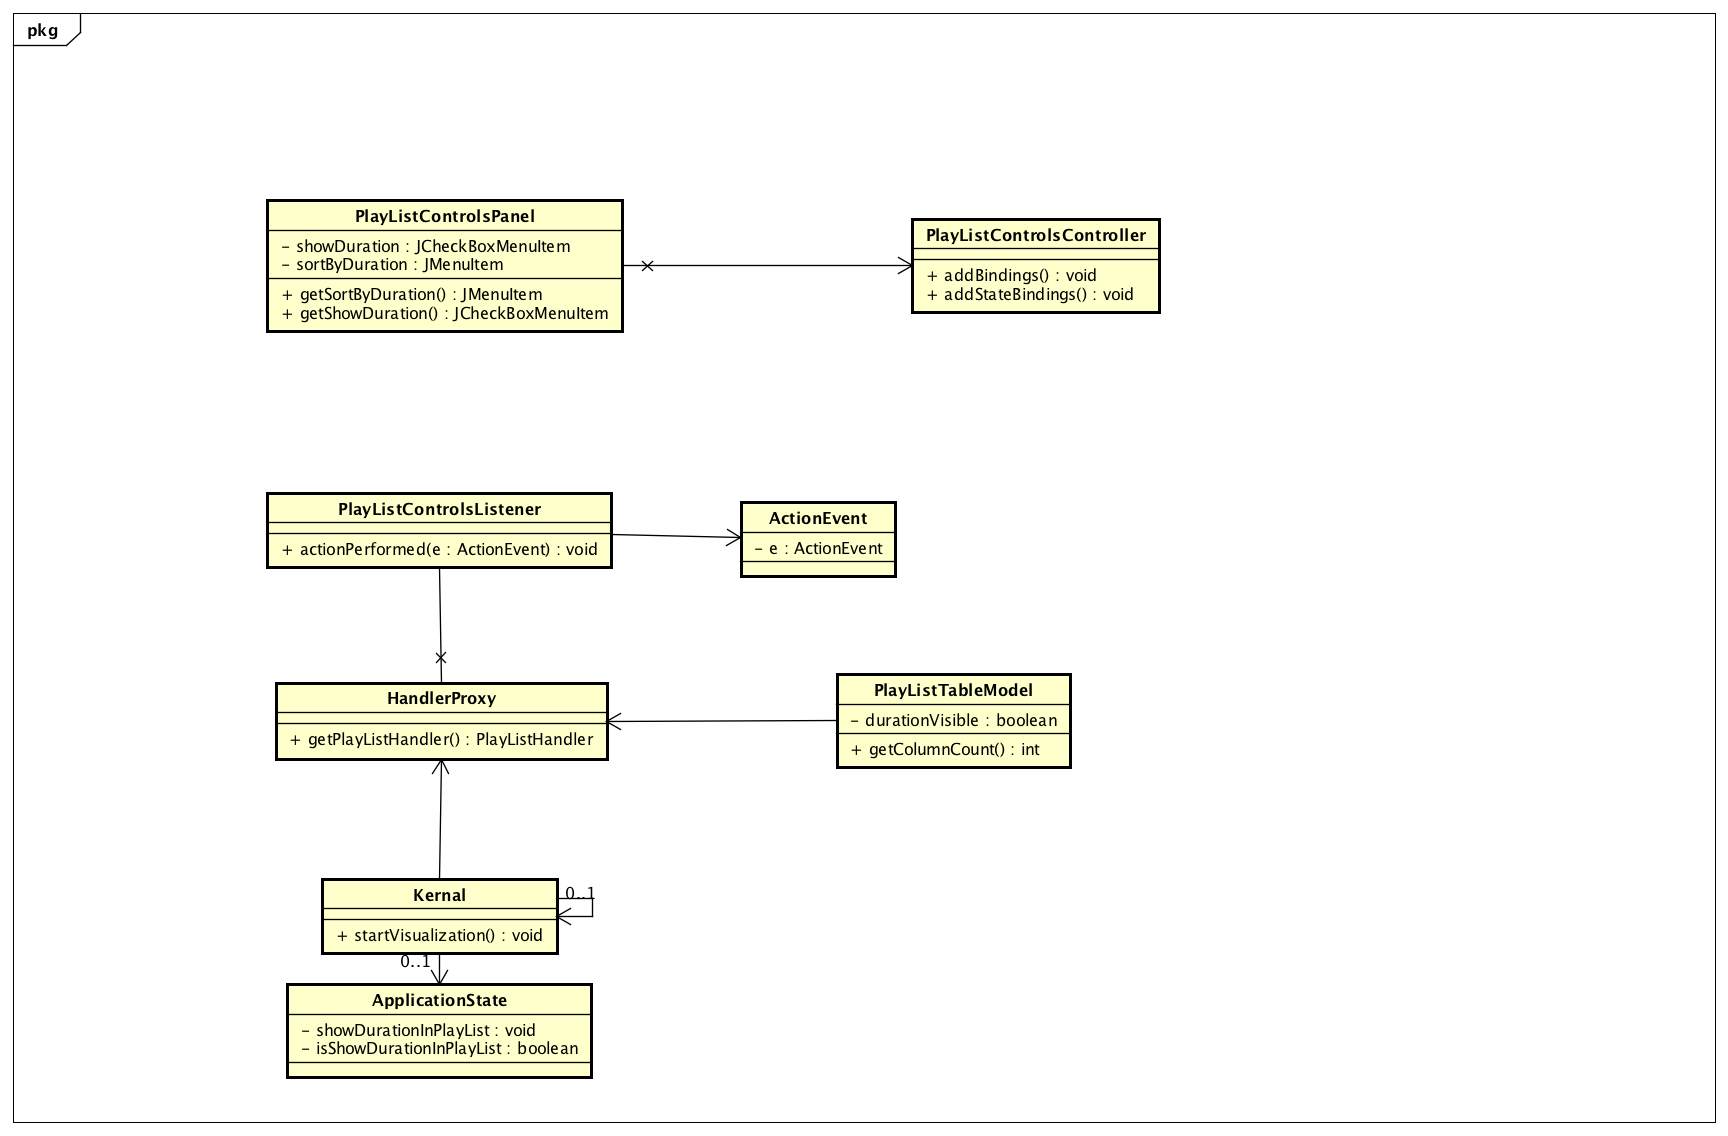 pkg
PlayListControlsPanel
- showDuration : JCheckBoxMenuItem
- sortByDuration : JMenuItem
+ getSortByDuration() : JMenuItem
+ getShowDuration() : JCheckBoxMenuItem
PlayListControlsController
+ addBindings() : void
+ addStateBindings() : void
PlayListControlsListener
+ actionPerformed(e : ActionEvent) : void
ActionEvent
- e : ActionEvent
HandlerProxy
+ getPlayListHandler() : PlayListHandler
PlayListTableModel
- durationVisible : boolean
+ getColumnCount() : int
Kernal
+ startVisualization() : void
0..1
0..1
ApplicationState
- showDurationInPlayList : void
- isShowDurationInPlayList : boolean